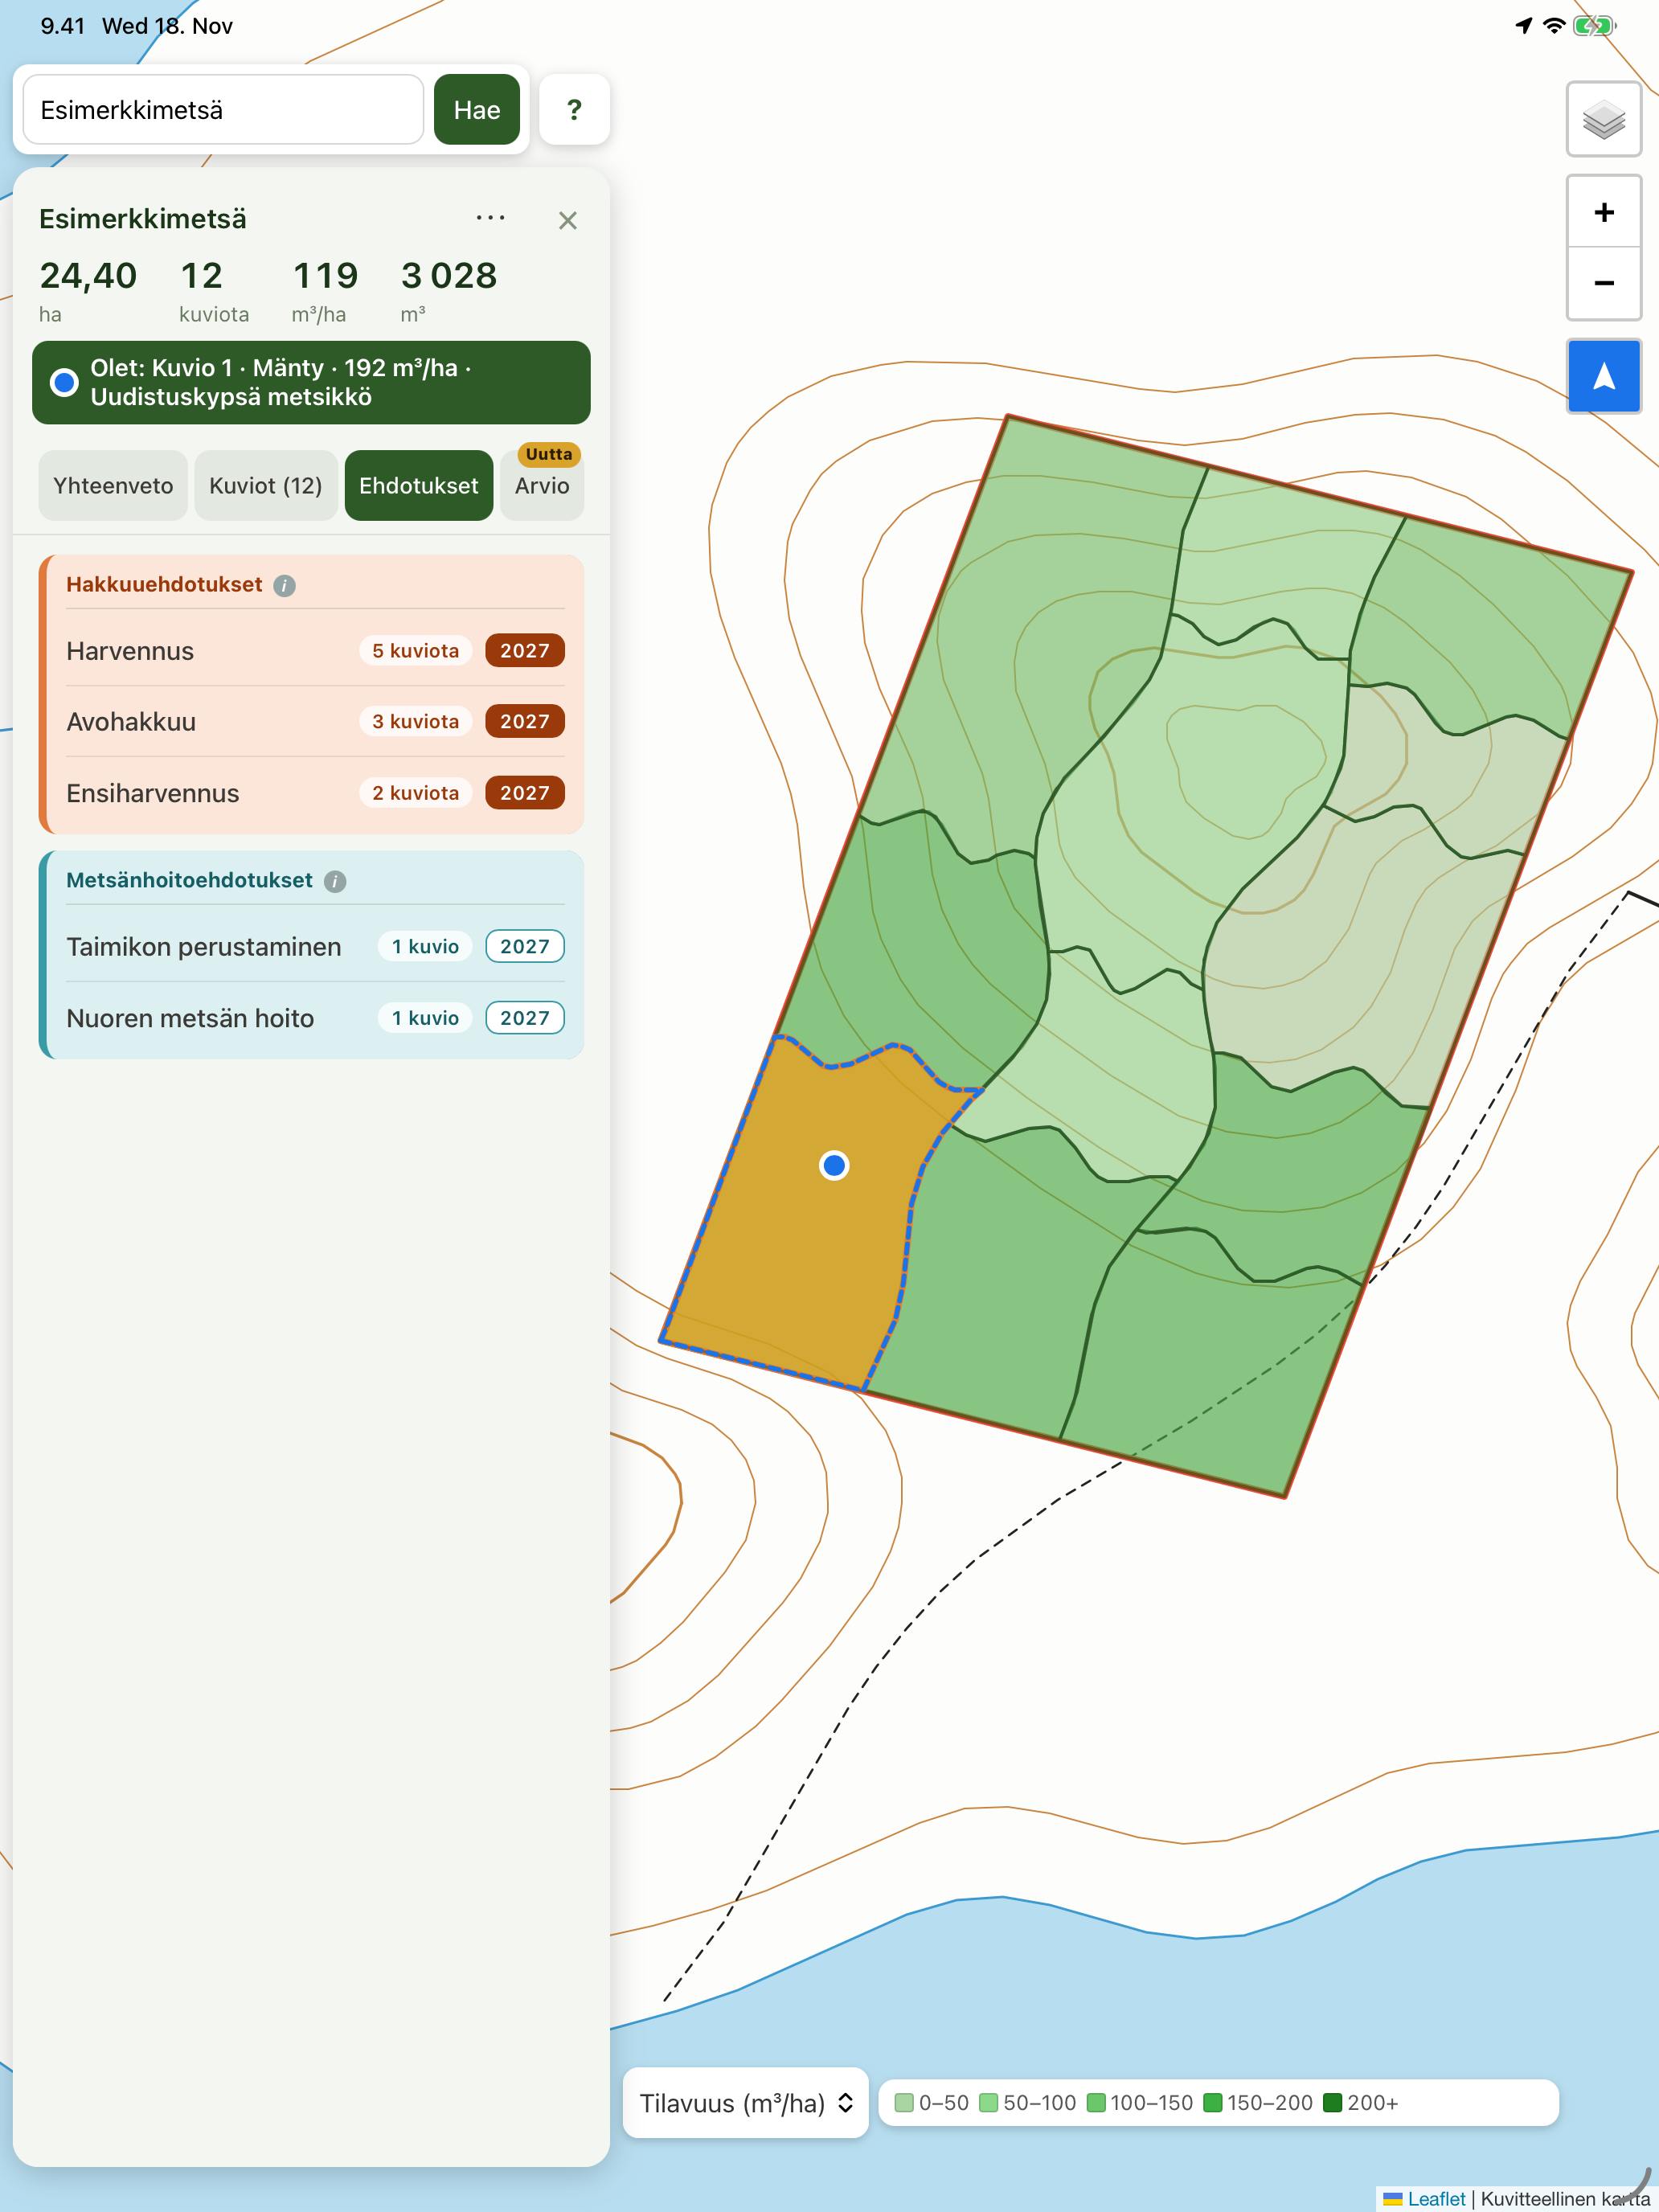 9.41 Wed 18. Nov
Esimerkkimetsä
Hae
?
Esimerkkimetsä
24,40 12 119 3 028
ha kuviota m³/ha m³
Olet: Kuvio 1 · Mänty · 192 m³/ha ·
Uudistuskypsä metsikkö
Uutta
Yhteenveto Kuviot (12) Ehdotukset Arvio
Hakkuuehdotukset i
Harvennus 5 kuviota 2027
Avohakkuu 3 kuviota 2027
Ensiharvennus 2 kuviota 2027
Metsänhoitoehdotukset i
Taimikon perustaminen 1 kuvio 2027
Nuoren metsän hoito 1 kuvio 2027
+
−
Tilavuus (m³/ha) 0–50 50–100 100–150 150–200 200+
Leaflet | Kuvitteellinen kartta